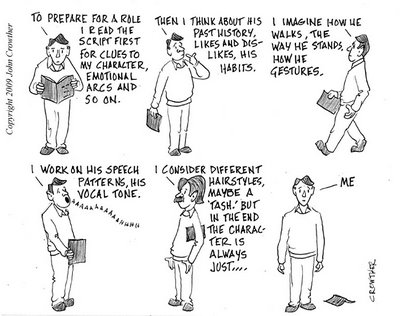 Copyright 2009 John Crowther
TO PREPARE FOR A ROLE
I READ THE
SCRIPT FIRST
FOR CLUES TO
MY CHARACTER,
EMOTIONAL
ARCS AND
SO ON.
THEN I THINK ABOUT HIS
PAST HISTORY,
LIKES AND DIS-
LIKES, HIS
HABITS.
I IMAGINE HOW HE
WALKS, THE
WAY HE STANDS,
HOW HE
GESTURES.
I WORK ON HIS SPEECH
PATTERNS, HIS
VOCAL TONE.
I CONSIDER DIFFERENT
HAIRSTYLES,
MAYBE A
'TASH.' BUT
IN THE END
THE CHARAC-
TER IS
ALWAYS
JUST....
ME
CROWTHER